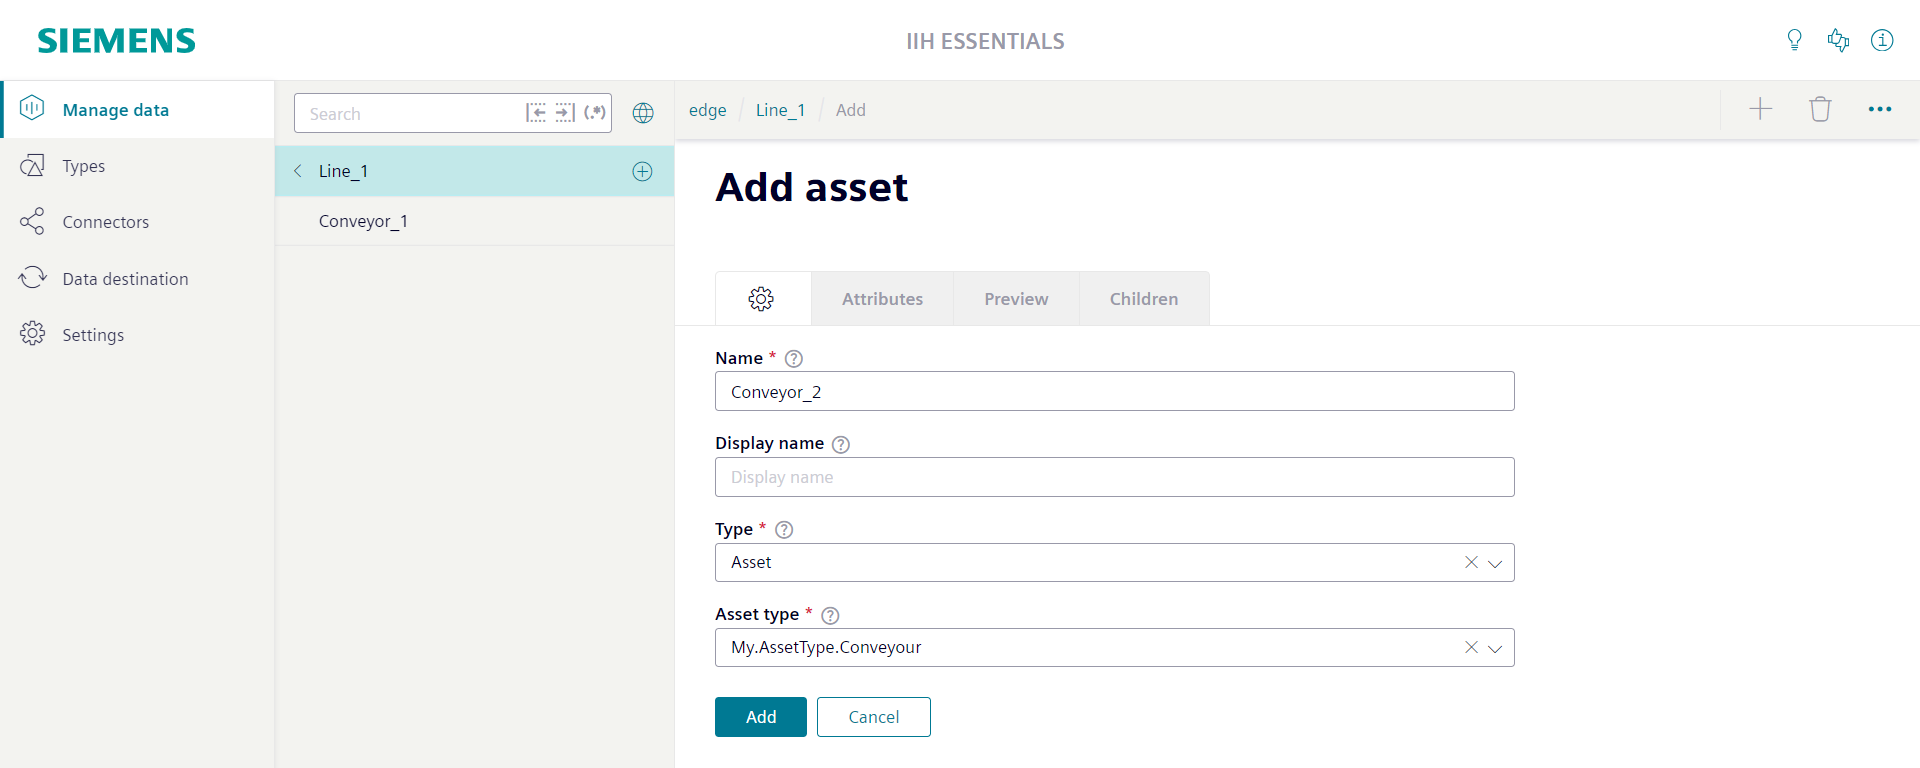 SIEMENS
IIH ESSENTIALS
Manage data
Types
Connectors
Data destination
Settings
Search
(.*)
Line_1
Conveyor_1
edge
Line_1
Add
Add asset
Attributes
Preview
Children
Name *
Conveyor_2
Display name
Display name
Type *
Asset
Asset type *
My.AssetType.Conveyour
Add
Cancel